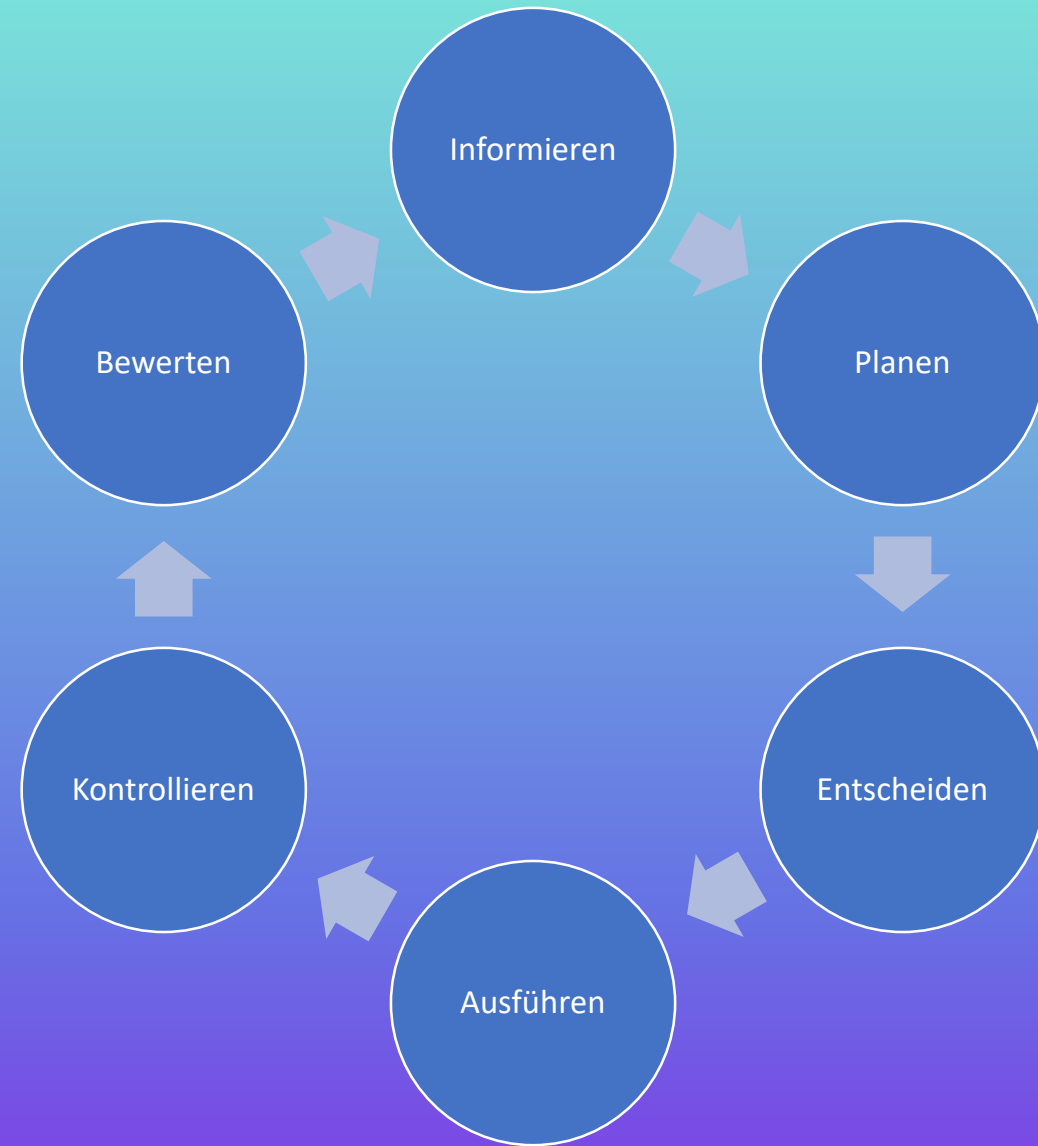 Informieren
Planen
Entscheiden
Ausführen
Kontrollieren
Bewerten